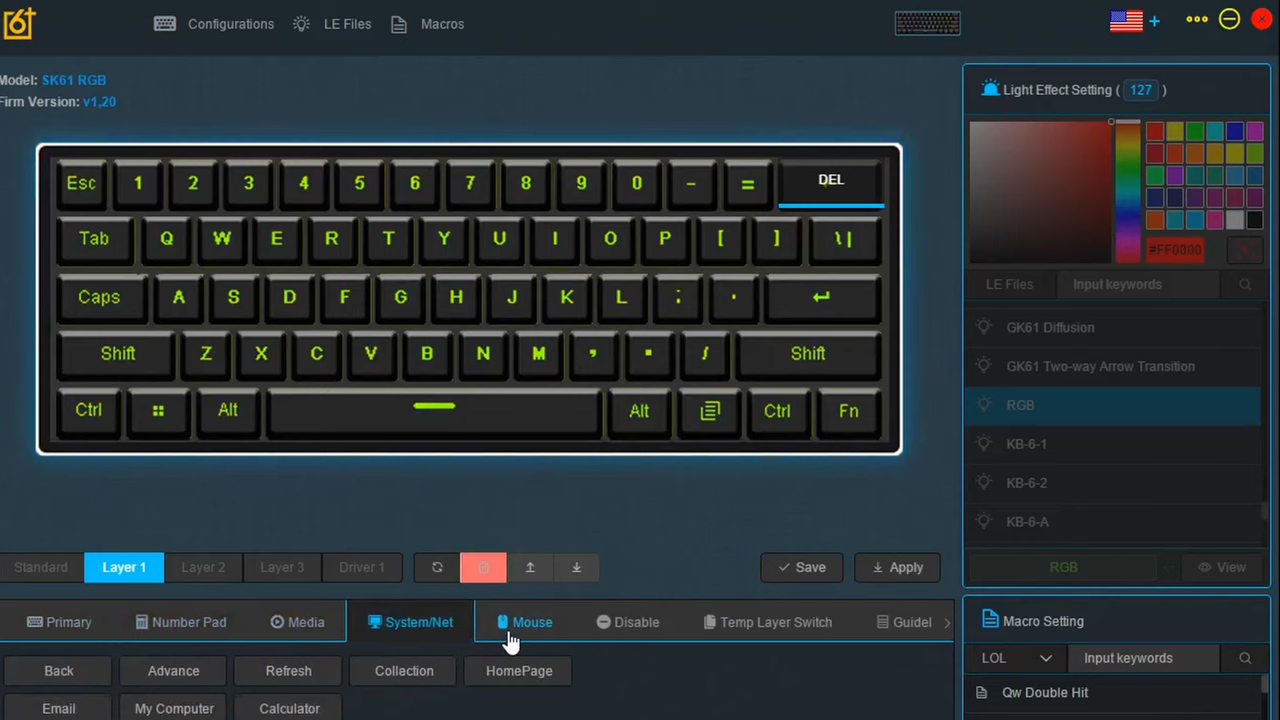 6+
Configurations LE Files Macros
Model: SK61 RGB
Firm Version: v1,20
Esc 1 2 3 4 5 6 7 8 9 0 - = DEL
Tab Q W E R T Y U I O P [ ] \|
Caps A S D F G H J K L ; '
Shift Z X C V B N M , . / Shift
Ctrl Alt Alt Ctrl Fn
Standard Layer 1 Layer 2 Layer 3 Driver 1 Save Apply
Primary Number Pad Media System/Net Mouse Disable Temp Layer Switch Guidel
Back Advance Refresh Collection HomePage
Email My Computer Calculator
Light Effect Setting ( 127 )
#FF0000
LE Files Input keywords
GK61 Diffusion
GK61 Two-way Arrow Transition
RGB
KB-6-1
KB-6-2
KB-6-A
RGB View
Macro Setting
LOL Input keywords
Qw Double Hit